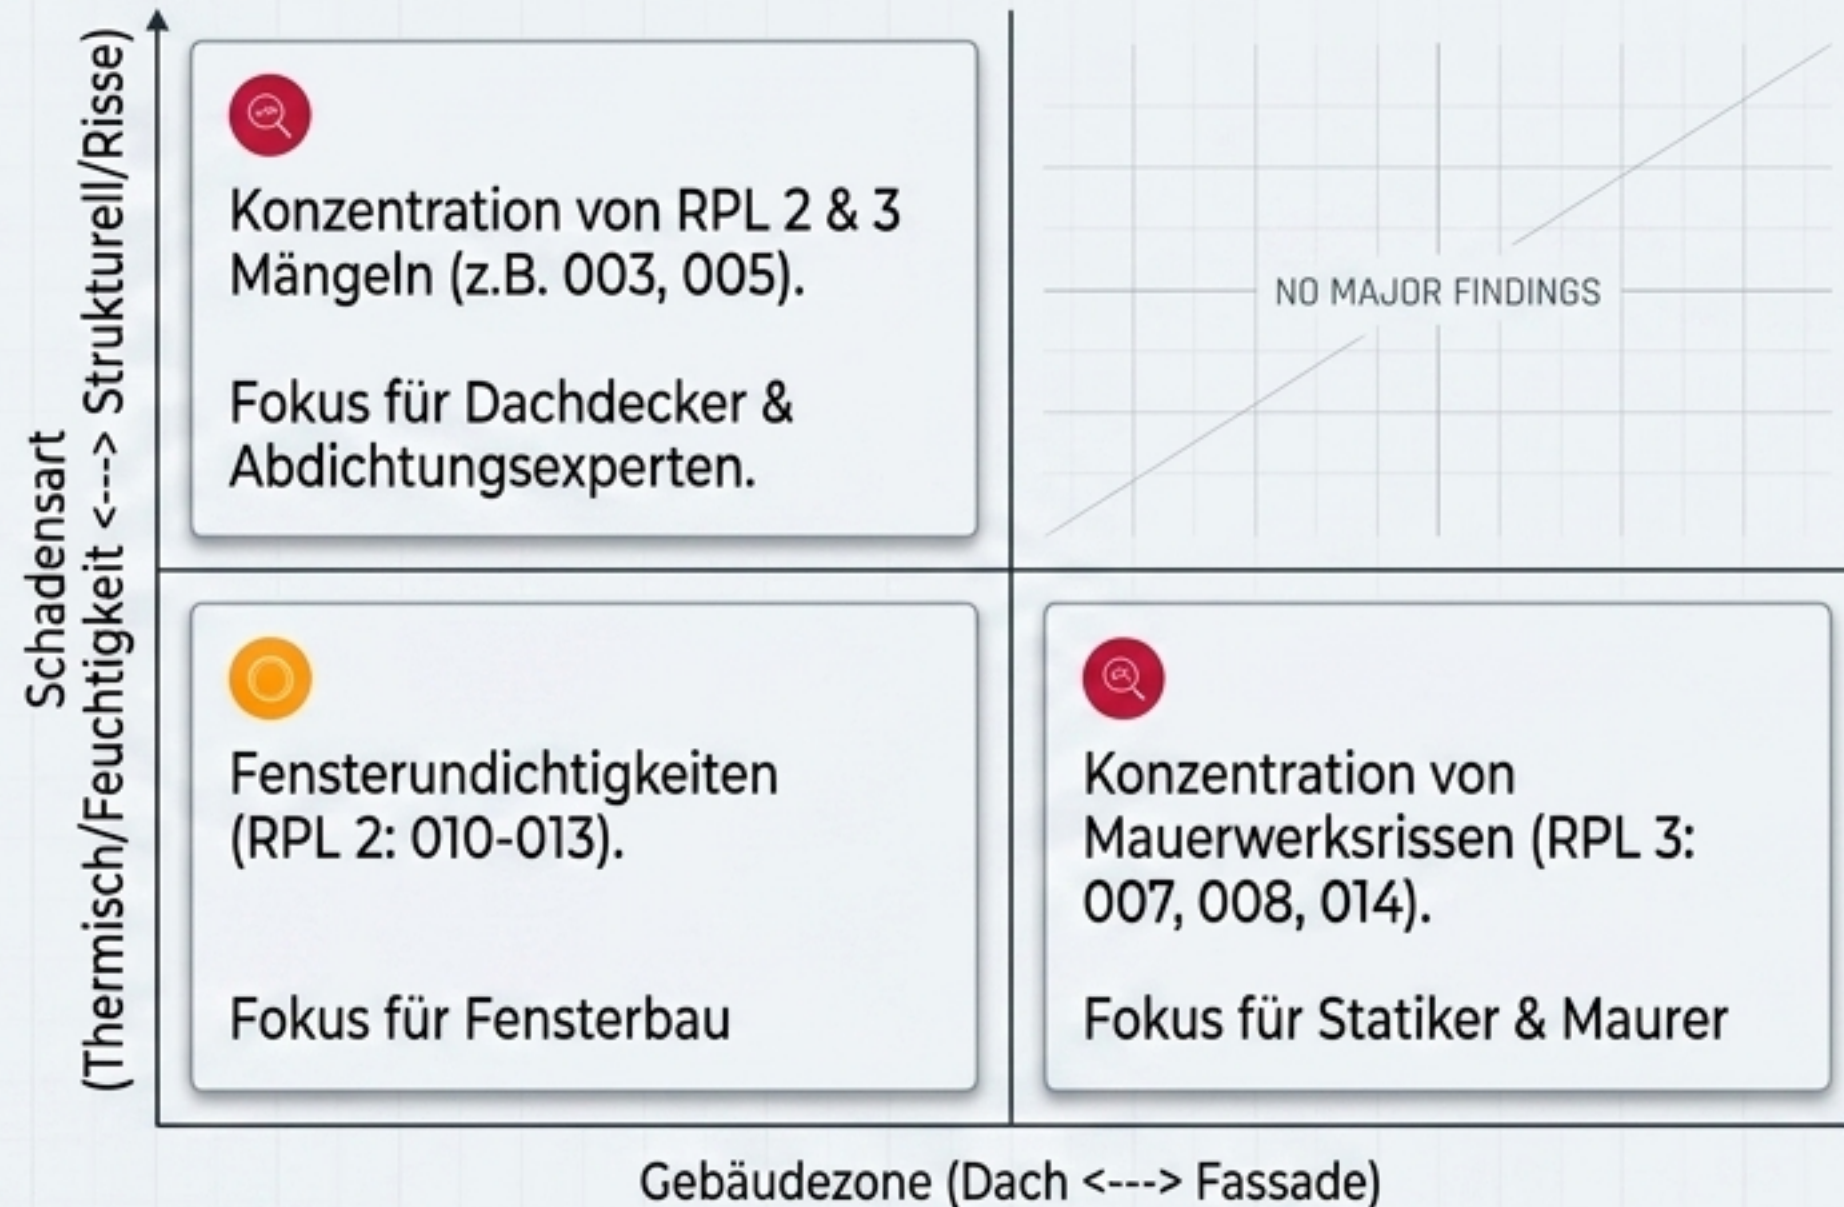 Schadensart
(Thermisch/Feuchtigkeit <---> Strukturell/Risse)
Konzentration von RPL 2 & 3
Mängeln (z.B. 003, 005).
Fokus für Dachdecker &
Abdichtungsexperten.
NO MAJOR FINDINGS
Fensterundichtigkeiten
(RPL 2: 010-013).
Fokus für Fensterbau
Konzentration von
Mauerwerksrissen (RPL 3:
007, 008, 014).
Fokus für Statiker & Maurer
Gebäudezone (Dach <---> Fassade)